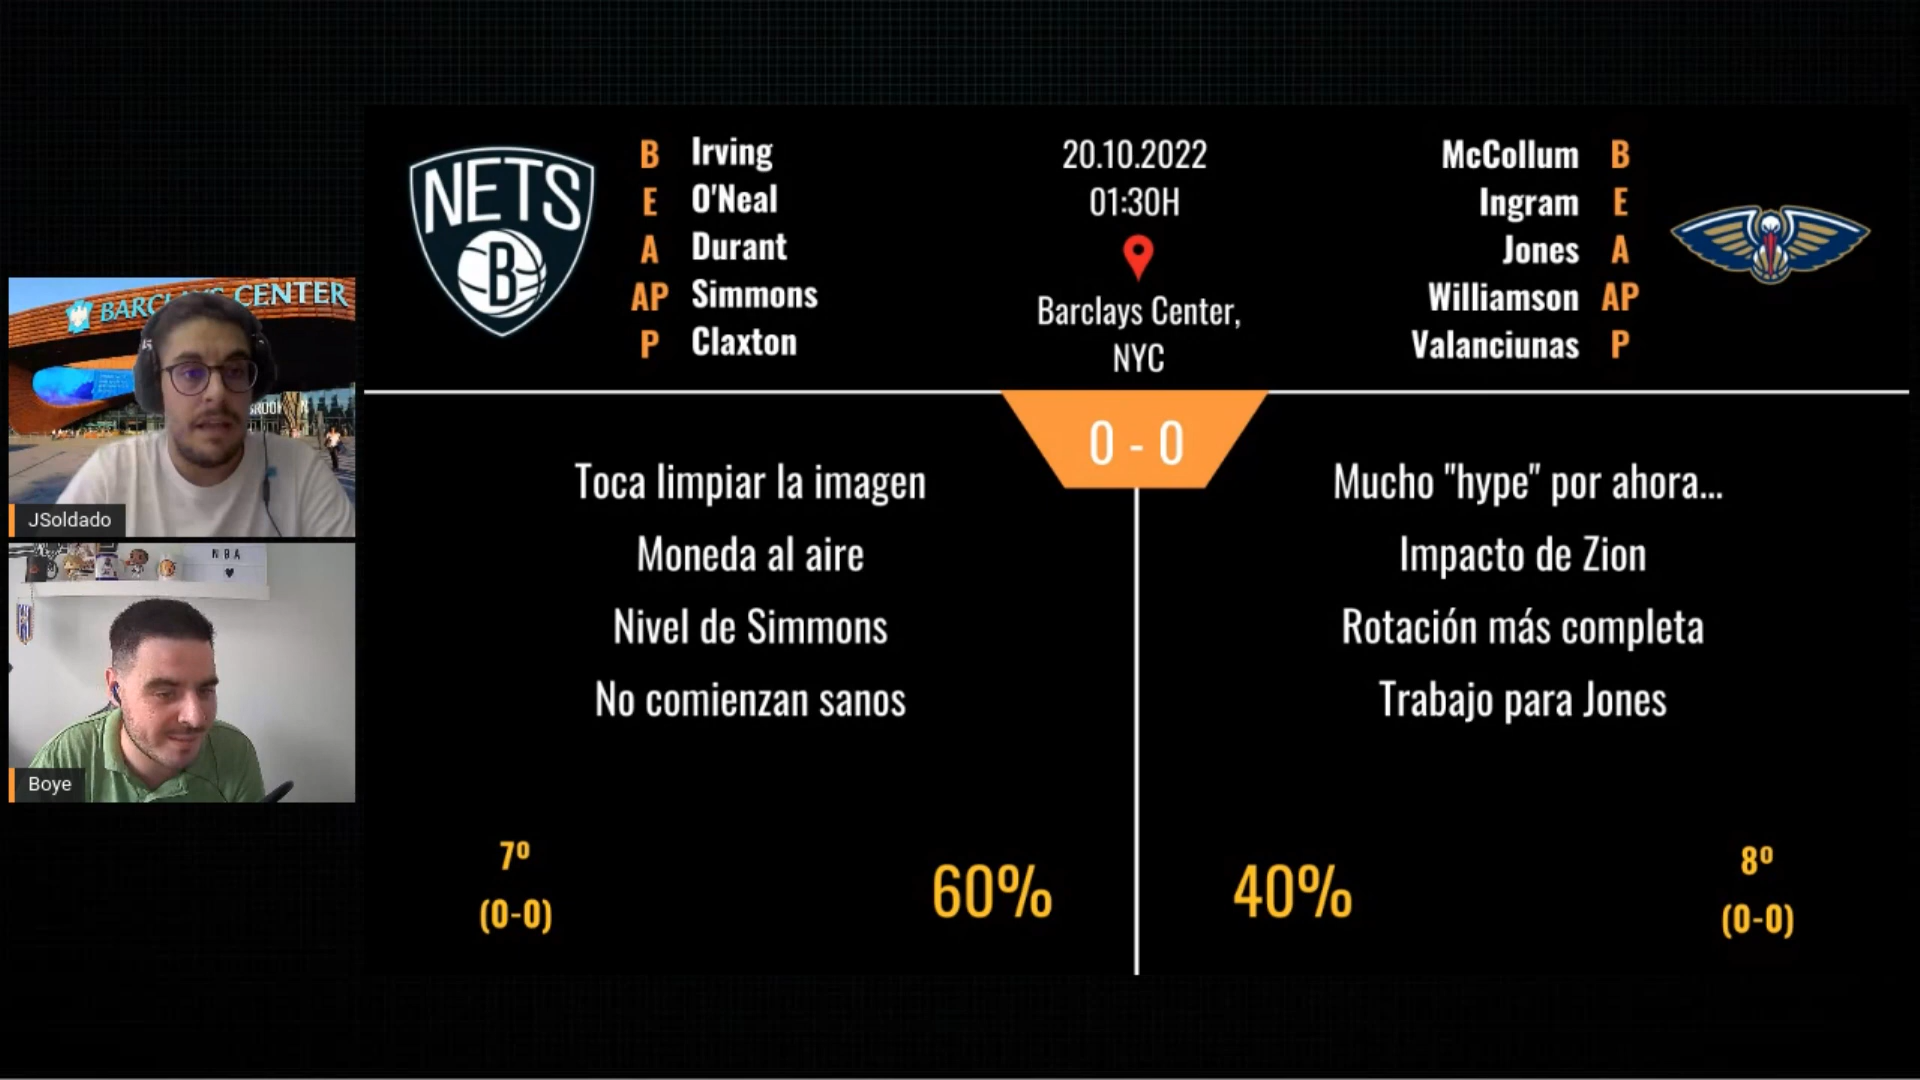 NETS
B
B Irving
E O'Neal
A Durant
AP Simmons
P Claxton
20.10.2022
01:30H
Barclays Center,
NYC
McCollum B
Ingram E
Jones A
Williamson AP
Valanciunas P
0 - 0
Toca limpiar la imagen
Moneda al aire
Nivel de Simmons
No comienzan sanos
Mucho "hype" por ahora...
Impacto de Zion
Rotación más completa
Trabajo para Jones
7º
(0-0)
60%
40%
8º
(0-0)
CENTER
JSoldado
NBA
Boye